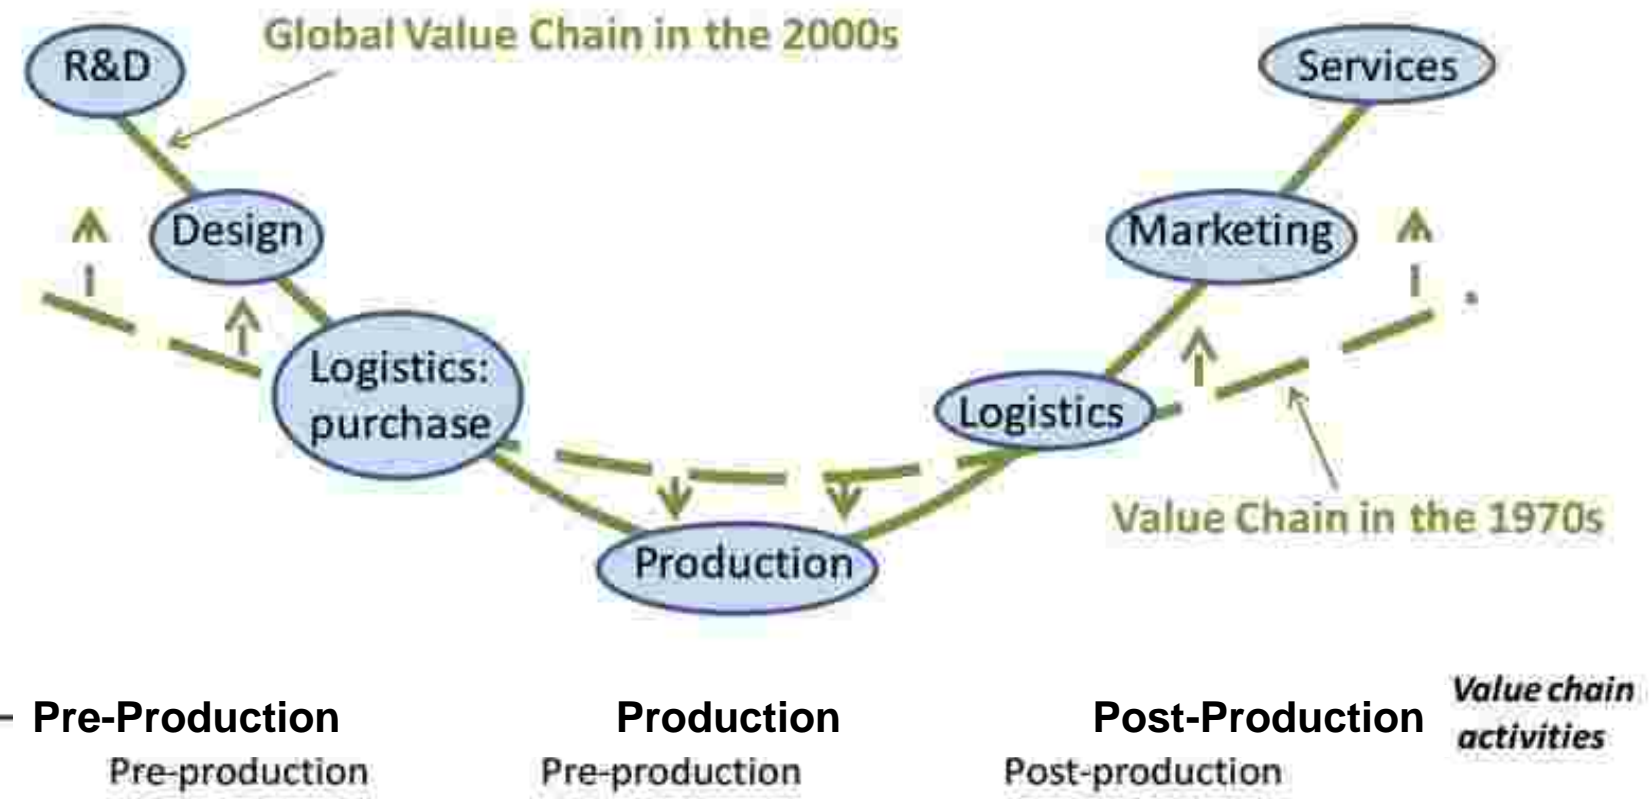 Global Value Chain in the 2000s
R&D
Services
Design
Marketing
Logistics:
purchase
Logistics
Value Chain in the 1970s
Production
Value chain
activities
Pre-Production
Production
Post-Production
Pre-production
Pre-production
Post-production